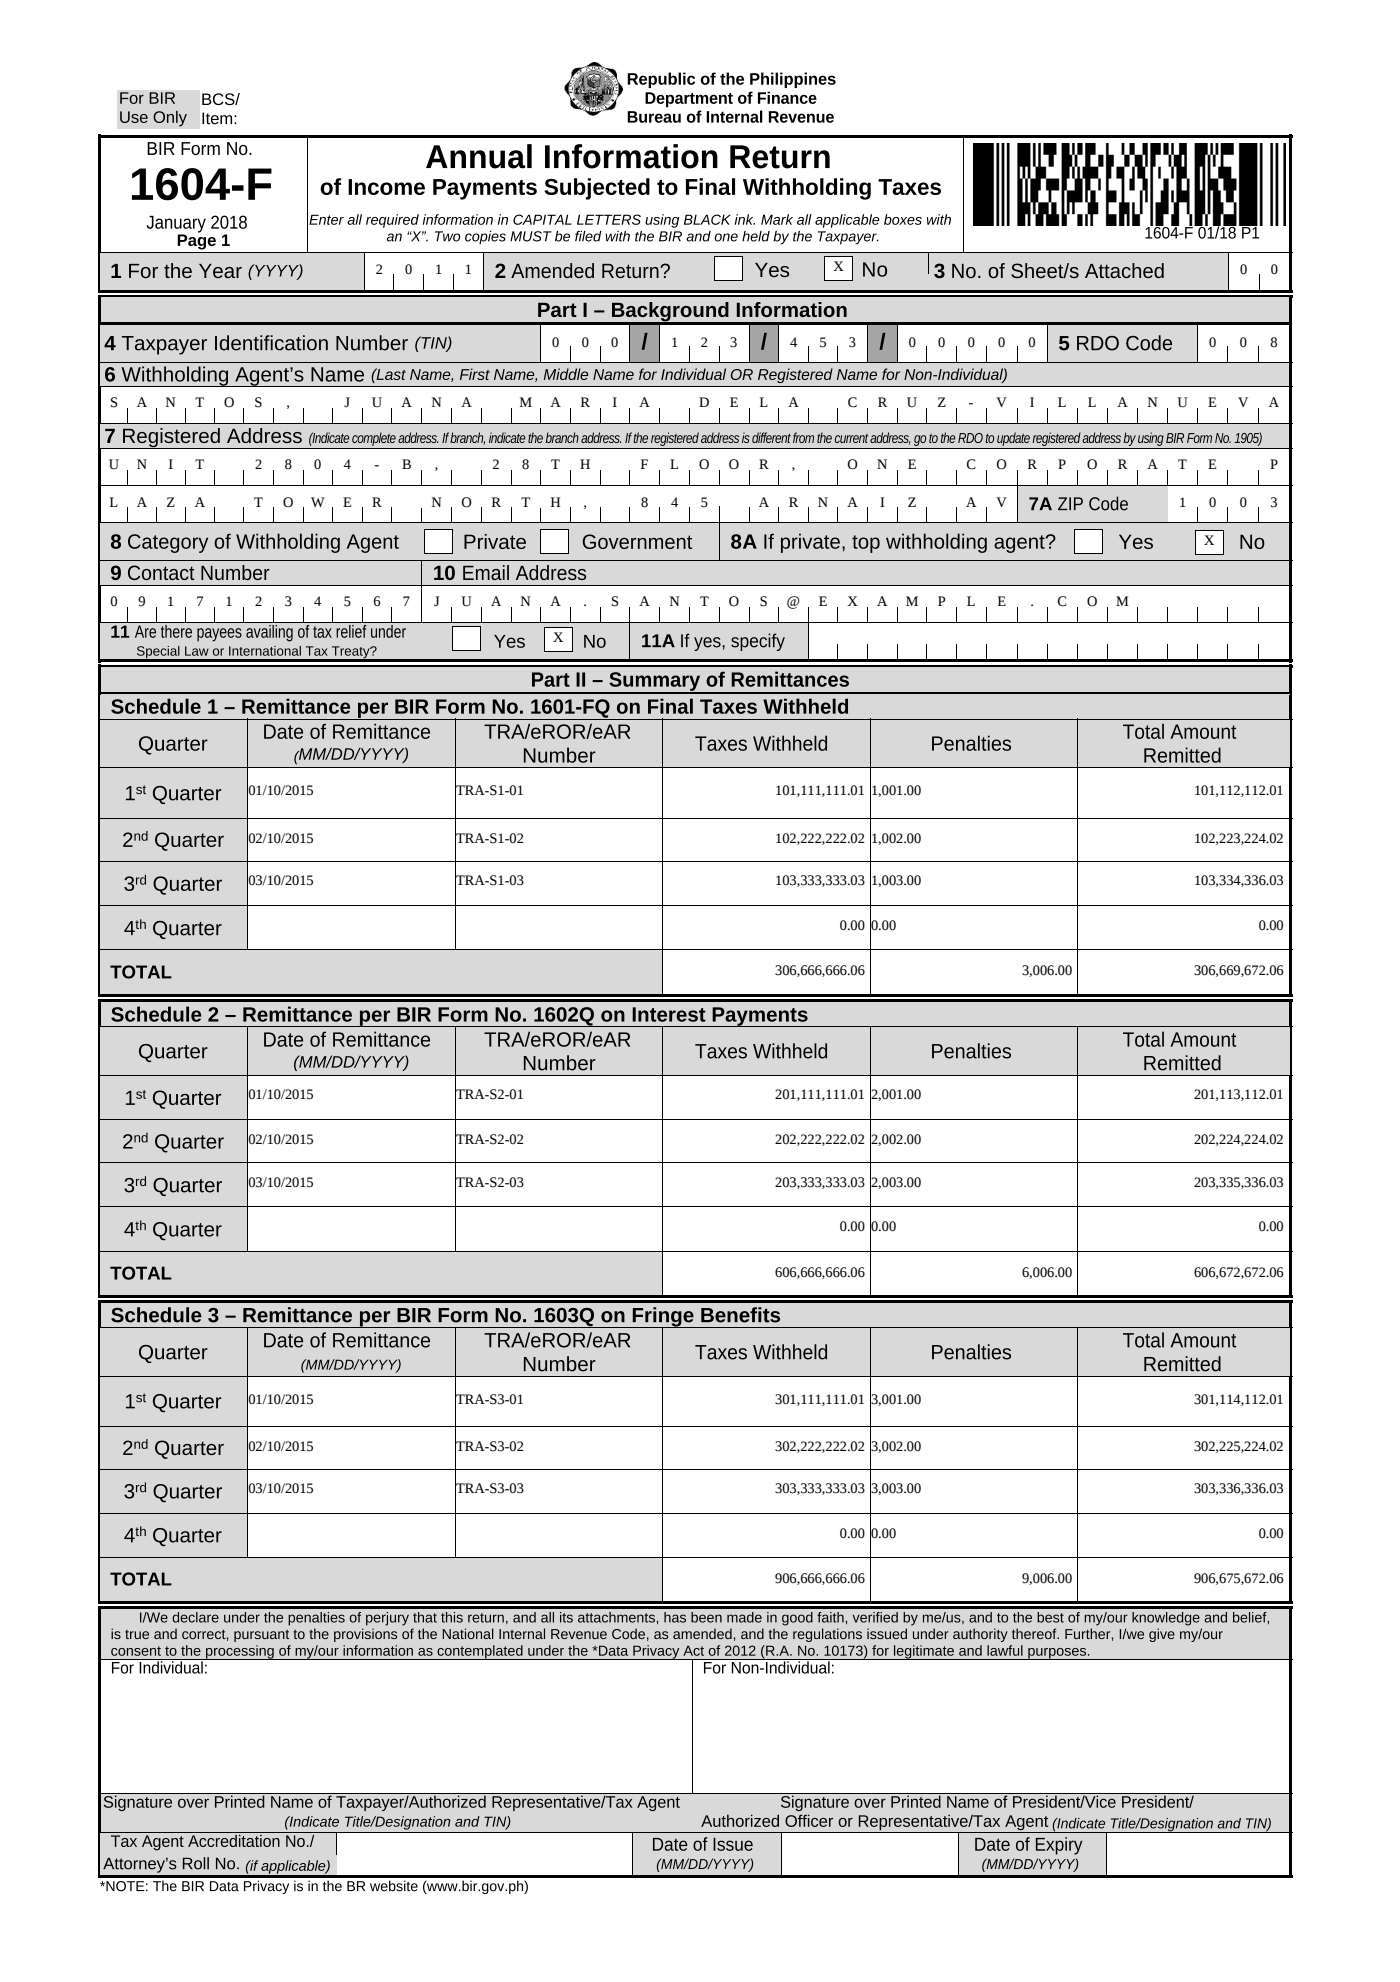 For BIR
Use Only
BCS/
Item:
Republic of the Philippines
Department of Finance
Bureau of Internal Revenue
BIR Form No.
1604-F
January 2018
Page 1
Annual Information Return
of Income Payments Subjected to Final Withholding Taxes
Enter all required information in CAPITAL LETTERS using BLACK ink. Mark all applicable boxes with
an “X”. Two copies MUST be filed with the BIR and one held by the Taxpayer.
1604-F 01/18 P1
1 For the Year (YYYY) 2 0 1 1 2 Amended Return? Yes X No 3 No. of Sheet/s Attached 0 0
Part I – Background Information
4 Taxpayer Identification Number (TIN) 0 0 0 / 1 2 3 / 4 5 3 / 0 0 0 0 0 5 RDO Code 0 0 8
6 Withholding Agent’s Name (Last Name, First Name, Middle Name for Individual OR Registered Name for Non-Individual)
SANTOS, JUANA MARIA DELA CRUZ-VILLANUEVA
7 Registered Address (Indicate complete address. If branch, indicate the branch address. If the registered address is different from the current address, go to the RDO to update registered address by using BIR Form No. 1905)
UNIT 2804-B, 28TH FLOOR, ONE CORPORATE P
LAZA TOWER NORTH, 845 ARNAIZ AV 7A ZIP Code 1 0 0 3
8 Category of Withholding Agent Private Government 8A If private, top withholding agent? Yes X No
9 Contact Number 10 Email Address
09171234567 JUANA.SANTOS@EXAMPLE.COM
11 Are there payees availing of tax relief under
Special Law or International Tax Treaty?
Yes X No 11A If yes, specify
Part II – Summary of Remittances
Schedule 1 – Remittance per BIR Form No. 1601-FQ on Final Taxes Withheld
Quarter Date of Remittance (MM/DD/YYYY) TRA/eROR/eAR Number Taxes Withheld Penalties Total Amount Remitted
1st Quarter 01/10/2015 TRA-S1-01 101,111,111.01 1,001.00 101,112,112.01
2nd Quarter 02/10/2015 TRA-S1-02 102,222,222.02 1,002.00 102,223,224.02
3rd Quarter 03/10/2015 TRA-S1-03 103,333,333.03 1,003.00 103,334,336.03
4th Quarter 0.00 0.00 0.00
TOTAL 306,666,666.06 3,006.00 306,669,672.06
Schedule 2 – Remittance per BIR Form No. 1602Q on Interest Payments
Quarter Date of Remittance (MM/DD/YYYY) TRA/eROR/eAR Number Taxes Withheld Penalties Total Amount Remitted
1st Quarter 01/10/2015 TRA-S2-01 201,111,111.01 2,001.00 201,113,112.01
2nd Quarter 02/10/2015 TRA-S2-02 202,222,222.02 2,002.00 202,224,224.02
3rd Quarter 03/10/2015 TRA-S2-03 203,333,333.03 2,003.00 203,335,336.03
4th Quarter 0.00 0.00 0.00
TOTAL 606,666,666.06 6,006.00 606,672,672.06
Schedule 3 – Remittance per BIR Form No. 1603Q on Fringe Benefits
Quarter Date of Remittance (MM/DD/YYYY) TRA/eROR/eAR Number Taxes Withheld Penalties Total Amount Remitted
1st Quarter 01/10/2015 TRA-S3-01 301,111,111.01 3,001.00 301,114,112.01
2nd Quarter 02/10/2015 TRA-S3-02 302,222,222.02 3,002.00 302,225,224.02
3rd Quarter 03/10/2015 TRA-S3-03 303,333,333.03 3,003.00 303,336,336.03
4th Quarter 0.00 0.00 0.00
TOTAL 906,666,666.06 9,006.00 906,675,672.06
I/We declare under the penalties of perjury that this return, and all its attachments, has been made in good faith, verified by me/us, and to the best of my/our knowledge and belief,
is true and correct, pursuant to the provisions of the National Internal Revenue Code, as amended, and the regulations issued under authority thereof. Further, I/we give my/our
consent to the processing of my/our information as contemplated under the *Data Privacy Act of 2012 (R.A. No. 10173) for legitimate and lawful purposes.
For Individual: For Non-Individual:
Signature over Printed Name of Taxpayer/Authorized Representative/Tax Agent
(Indicate Title/Designation and TIN)
Signature over Printed Name of President/Vice President/
Authorized Officer or Representative/Tax Agent (Indicate Title/Designation and TIN)
Tax Agent Accreditation No./
Attorney’s Roll No. (if applicable)
Date of Issue
(MM/DD/YYYY)
Date of Expiry
(MM/DD/YYYY)
*NOTE: The BIR Data Privacy is in the BR website (www.bir.gov.ph)